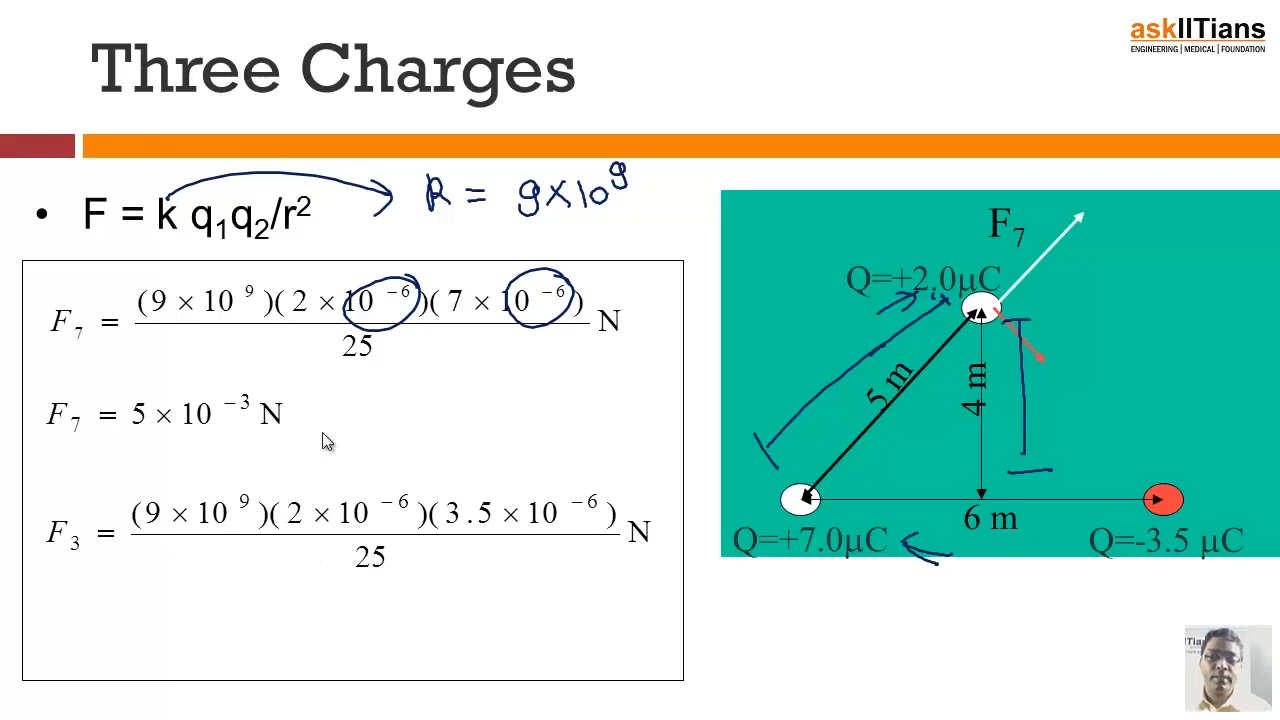 askIITians
ENGINEERING | MEDICAL | FOUNDATION
Three Charges
• F = k q₁q₂/r²
k = 9×10⁹
F₇ = (9 × 10⁹)(2 × 10⁻⁶)(7 × 10⁻⁶) / 25 N
F₇ = 5 × 10⁻³ N
F₃ = (9 × 10⁹)(2 × 10⁻⁶)(3.5 × 10⁻⁶) / 25 N
F₇
Q=+2.0μC
5 m
4 m
6 m
Q=+7.0μC
Q=-3.5 μC